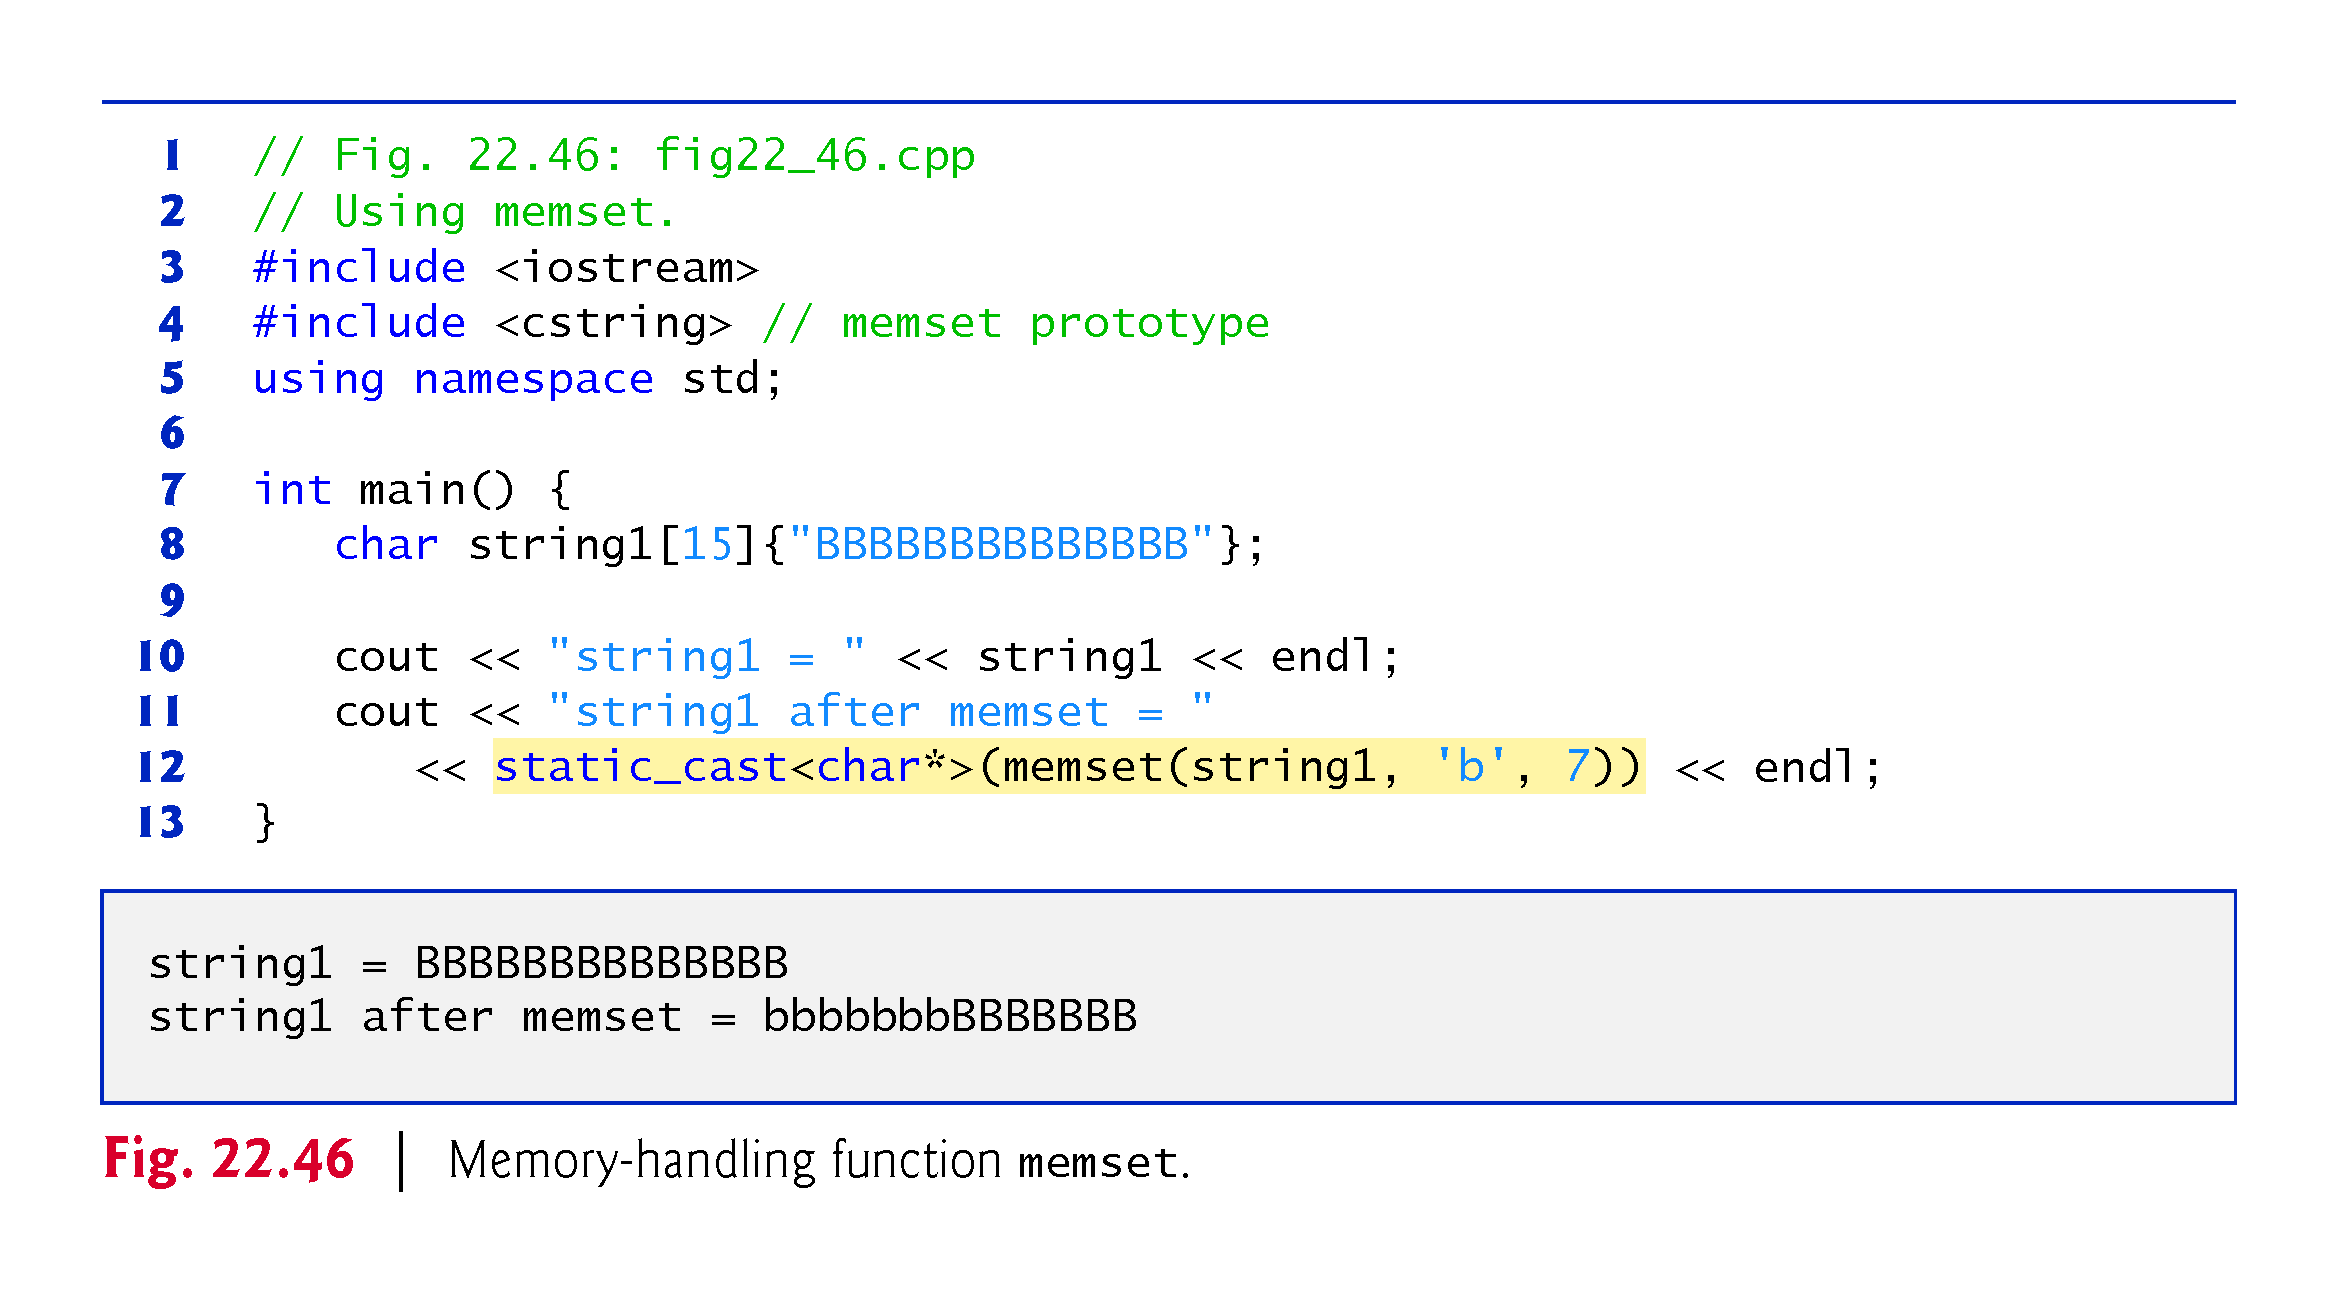 1 // Fig. 22.46: fig22_46.cpp
2 // Using memset.
3 #include <iostream>
4 #include <cstring> // memset prototype
5 using namespace std;
6
7 int main() {
8    char string1[15]{"BBBBBBBBBBBBBB"};
9
10    cout << "string1 = " << string1 << endl;
11    cout << "string1 after memset = "
12       << static_cast<char*>(memset(string1, 'b', 7)) << endl;
13 }
string1 = BBBBBBBBBBBBBB
string1 after memset = bbbbbbbBBBBBBB
Fig. 22.46 | Memory-handling function memset.